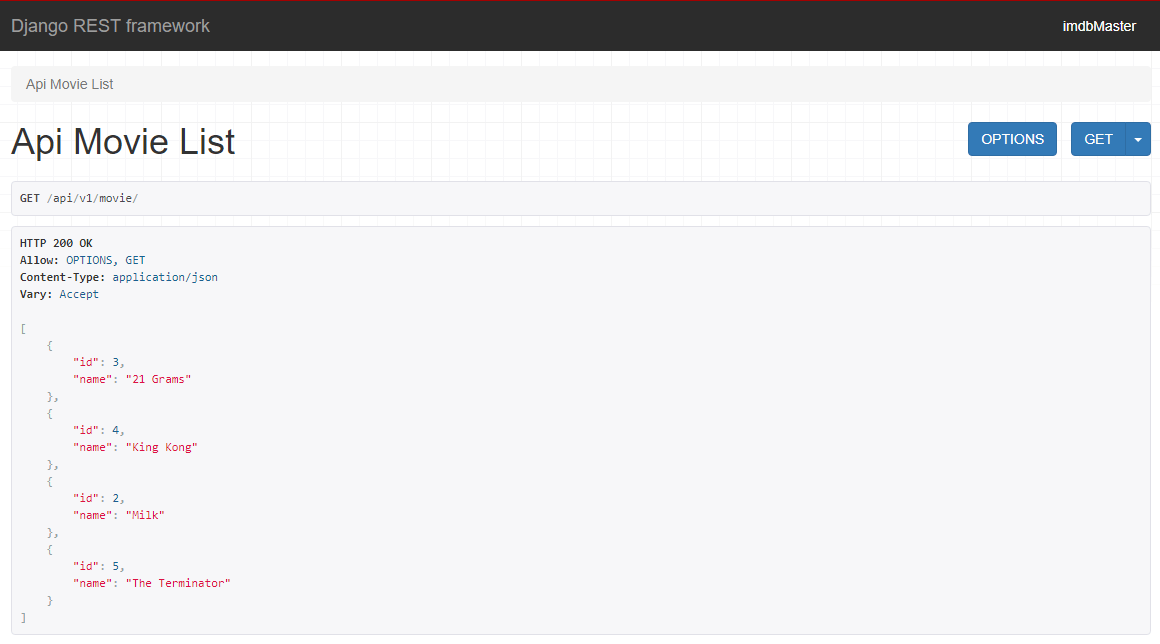 Django REST framework
imdbMaster
Api Movie List
Api Movie List
OPTIONS
GET
GET /api/v1/movie/
HTTP 200 OK
Allow: OPTIONS, GET
Content-Type: application/json
Vary: Accept
[
    {
        "id": 3,
        "name": "21 Grams"
    },
    {
        "id": 4,
        "name": "King Kong"
    },
    {
        "id": 2,
        "name": "Milk"
    },
    {
        "id": 5,
        "name": "The Terminator"
    }
]